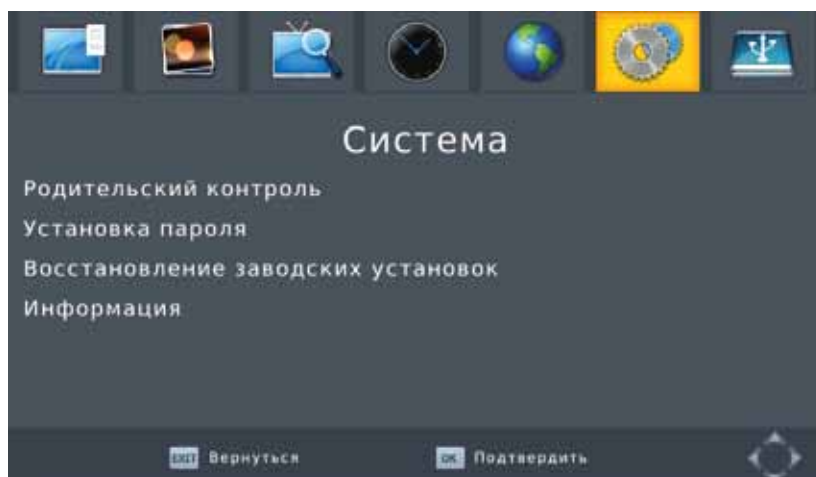 Система
Родительский контроль
Установка пароля
Восстановление заводских установок
Информация
EXIT Вернуться OK Подтвердить